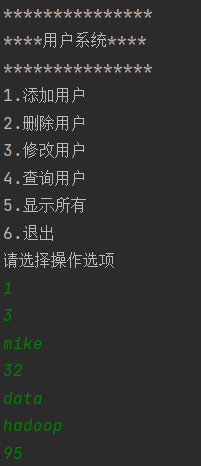 ***************
****用户系统****
***************
1.添加用户
2.删除用户
3.修改用户
4.查询用户
5.显示所有
6.退出
请选择操作选项
1
3
mike
32
data
hadoop
95